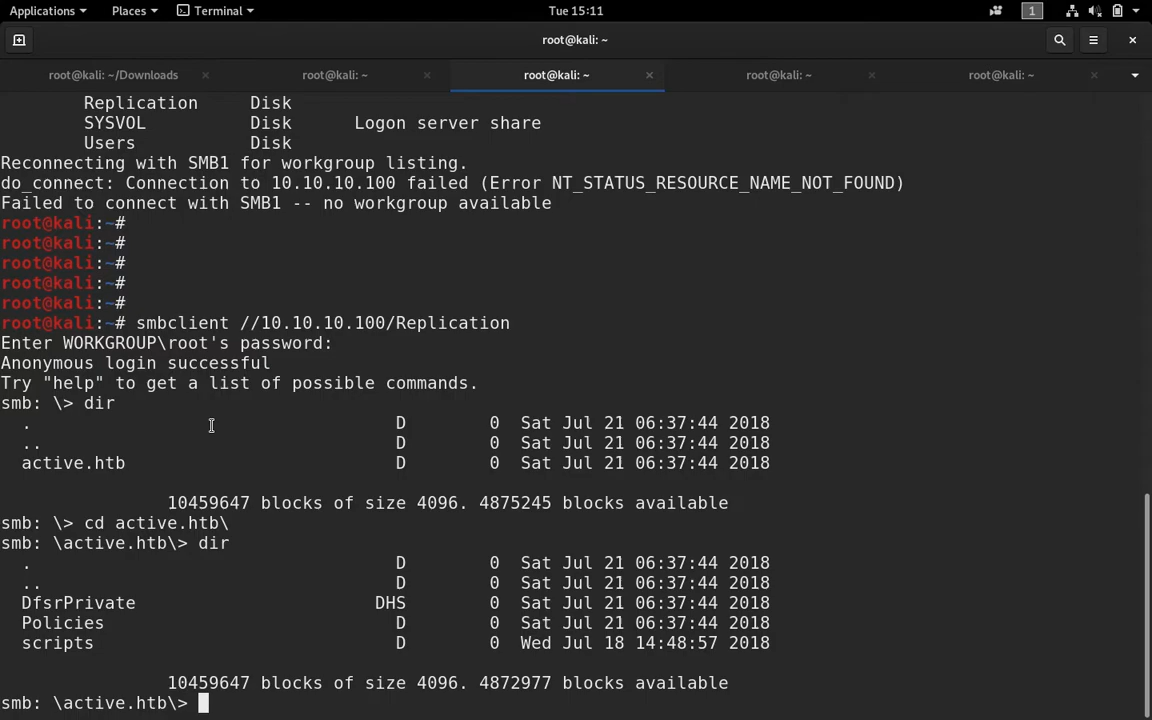 Applications Places Terminal Tue 15:11 1
root@kali: ~
root@kali: ~/Downloads root@kali: ~ root@kali: ~ root@kali: ~ root@kali: ~
Replication Disk
SYSVOL Disk Logon server share
Users Disk
Reconnecting with SMB1 for workgroup listing.
do_connect: Connection to 10.10.10.100 failed (Error NT_STATUS_RESOURCE_NAME_NOT_FOUND)
Failed to connect with SMB1 -- no workgroup available
root@kali:~#
root@kali:~#
root@kali:~#
root@kali:~#
root@kali:~#
root@kali:~# smbclient //10.10.10.100/Replication
Enter WORKGROUP\root's password:
Anonymous login successful
Try "help" to get a list of possible commands.
smb: \> dir
. D 0 Sat Jul 21 06:37:44 2018
.. D 0 Sat Jul 21 06:37:44 2018
active.htb D 0 Sat Jul 21 06:37:44 2018
10459647 blocks of size 4096. 4875245 blocks available
smb: \> cd active.htb\
smb: \active.htb\> dir
. D 0 Sat Jul 21 06:37:44 2018
.. D 0 Sat Jul 21 06:37:44 2018
DfsrPrivate DHS 0 Sat Jul 21 06:37:44 2018
Policies D 0 Sat Jul 21 06:37:44 2018
scripts D 0 Wed Jul 18 14:48:57 2018
10459647 blocks of size 4096. 4872977 blocks available
smb: \active.htb\>